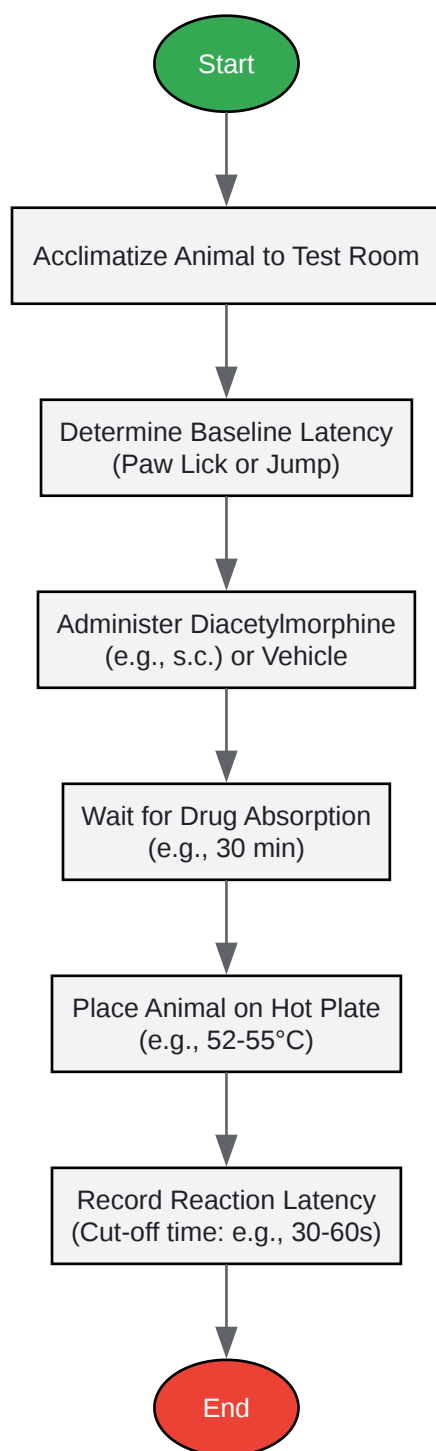 Start
Acclimatize Animal to Test Room
Determine Baseline Latency
(Paw Lick or Jump)
Administer Diacetylmorphine
(e.g., s.c.) or Vehicle
Wait for Drug Absorption
(e.g., 30 min)
Place Animal on Hot Plate
(e.g., 52-55°C)
Record Reaction Latency
(Cut-off time: e.g., 30-60s)
End